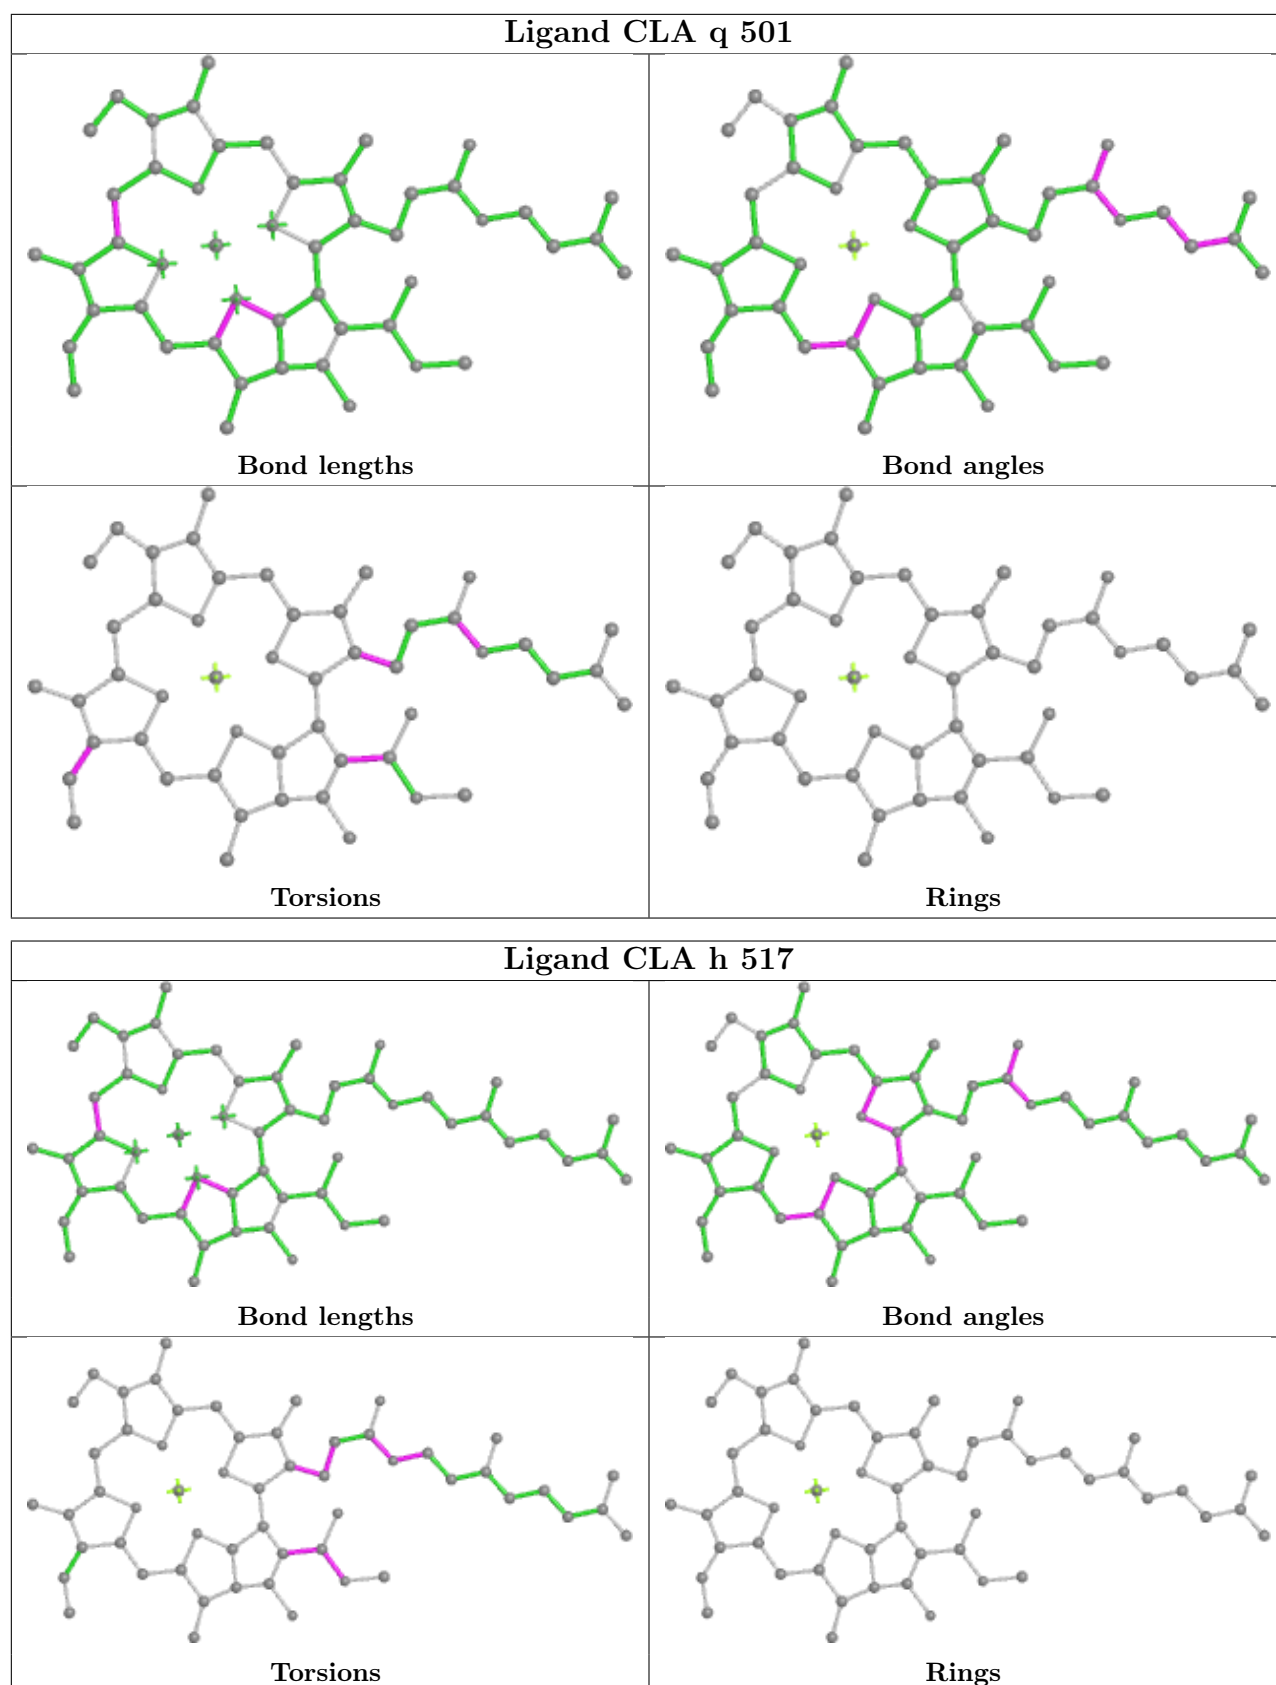 Ligand CLA q 501
Bond lengths
Bond angles
Torsions
Rings
Ligand CLA h 517
Bond lengths
Bond angles
Torsions
Rings